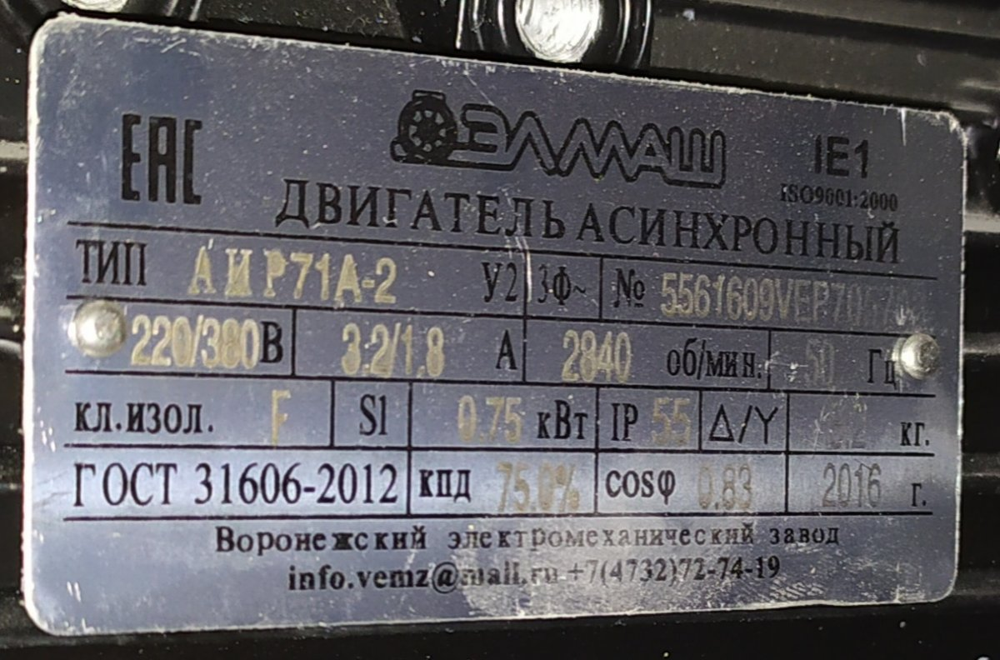 ЕАС ЭЛМАШ IE1
ISO9001:2000
ДВИГАТЕЛЬ АСИНХРОННЫЙ
ТИП АИР71А-2 У2 3ф~ №
220/380В 3.2/1.8 А 2840 об/мин. 50 Гц
кл.изол. F S1 0.75 кВт IP 55 Δ/Y кг.
ГОСТ 31606-2012 кпд 75.0% cosφ 0.83 2016 г.
Воронежский электромеханический завод
info.vemz@mail.ru +7(4732)72-74-19